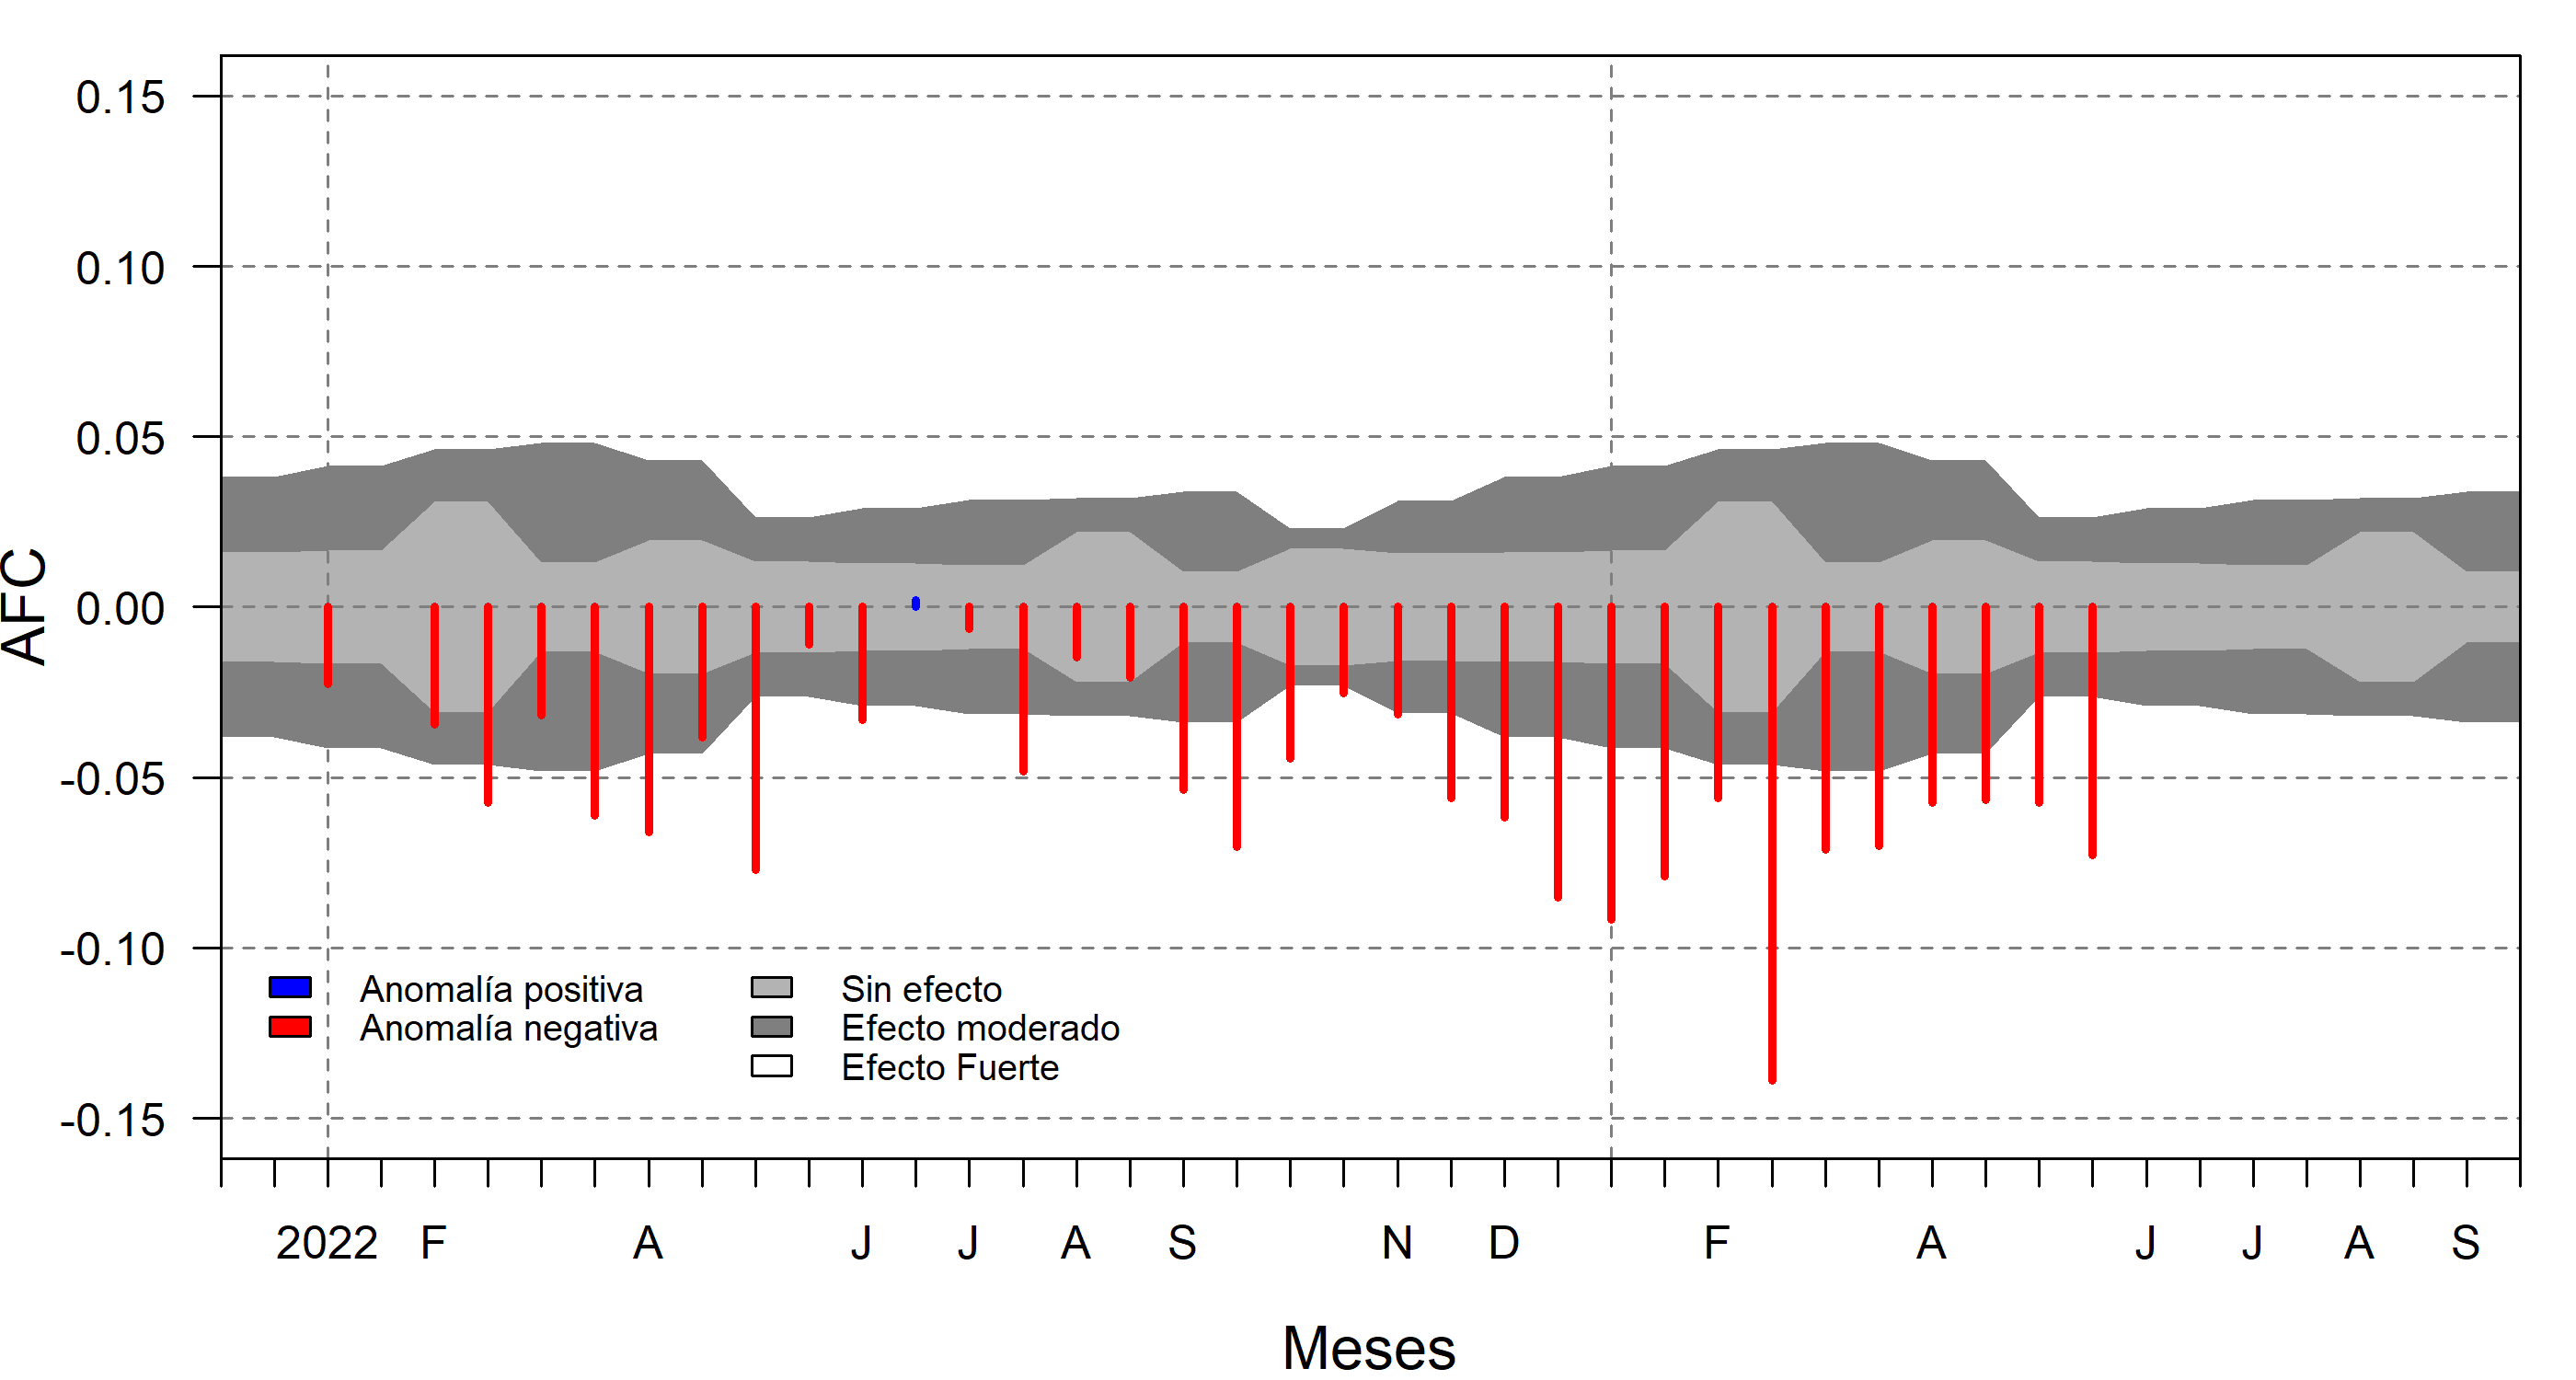 0.15
0.10
0.05
0.00
-0.05
-0.10
-0.15
AFC
Anomalía positiva
Anomalía negativa
Sin efecto
Efecto moderado
Efecto Fuerte
2022 F A J J A S N D F A J J A S
Meses